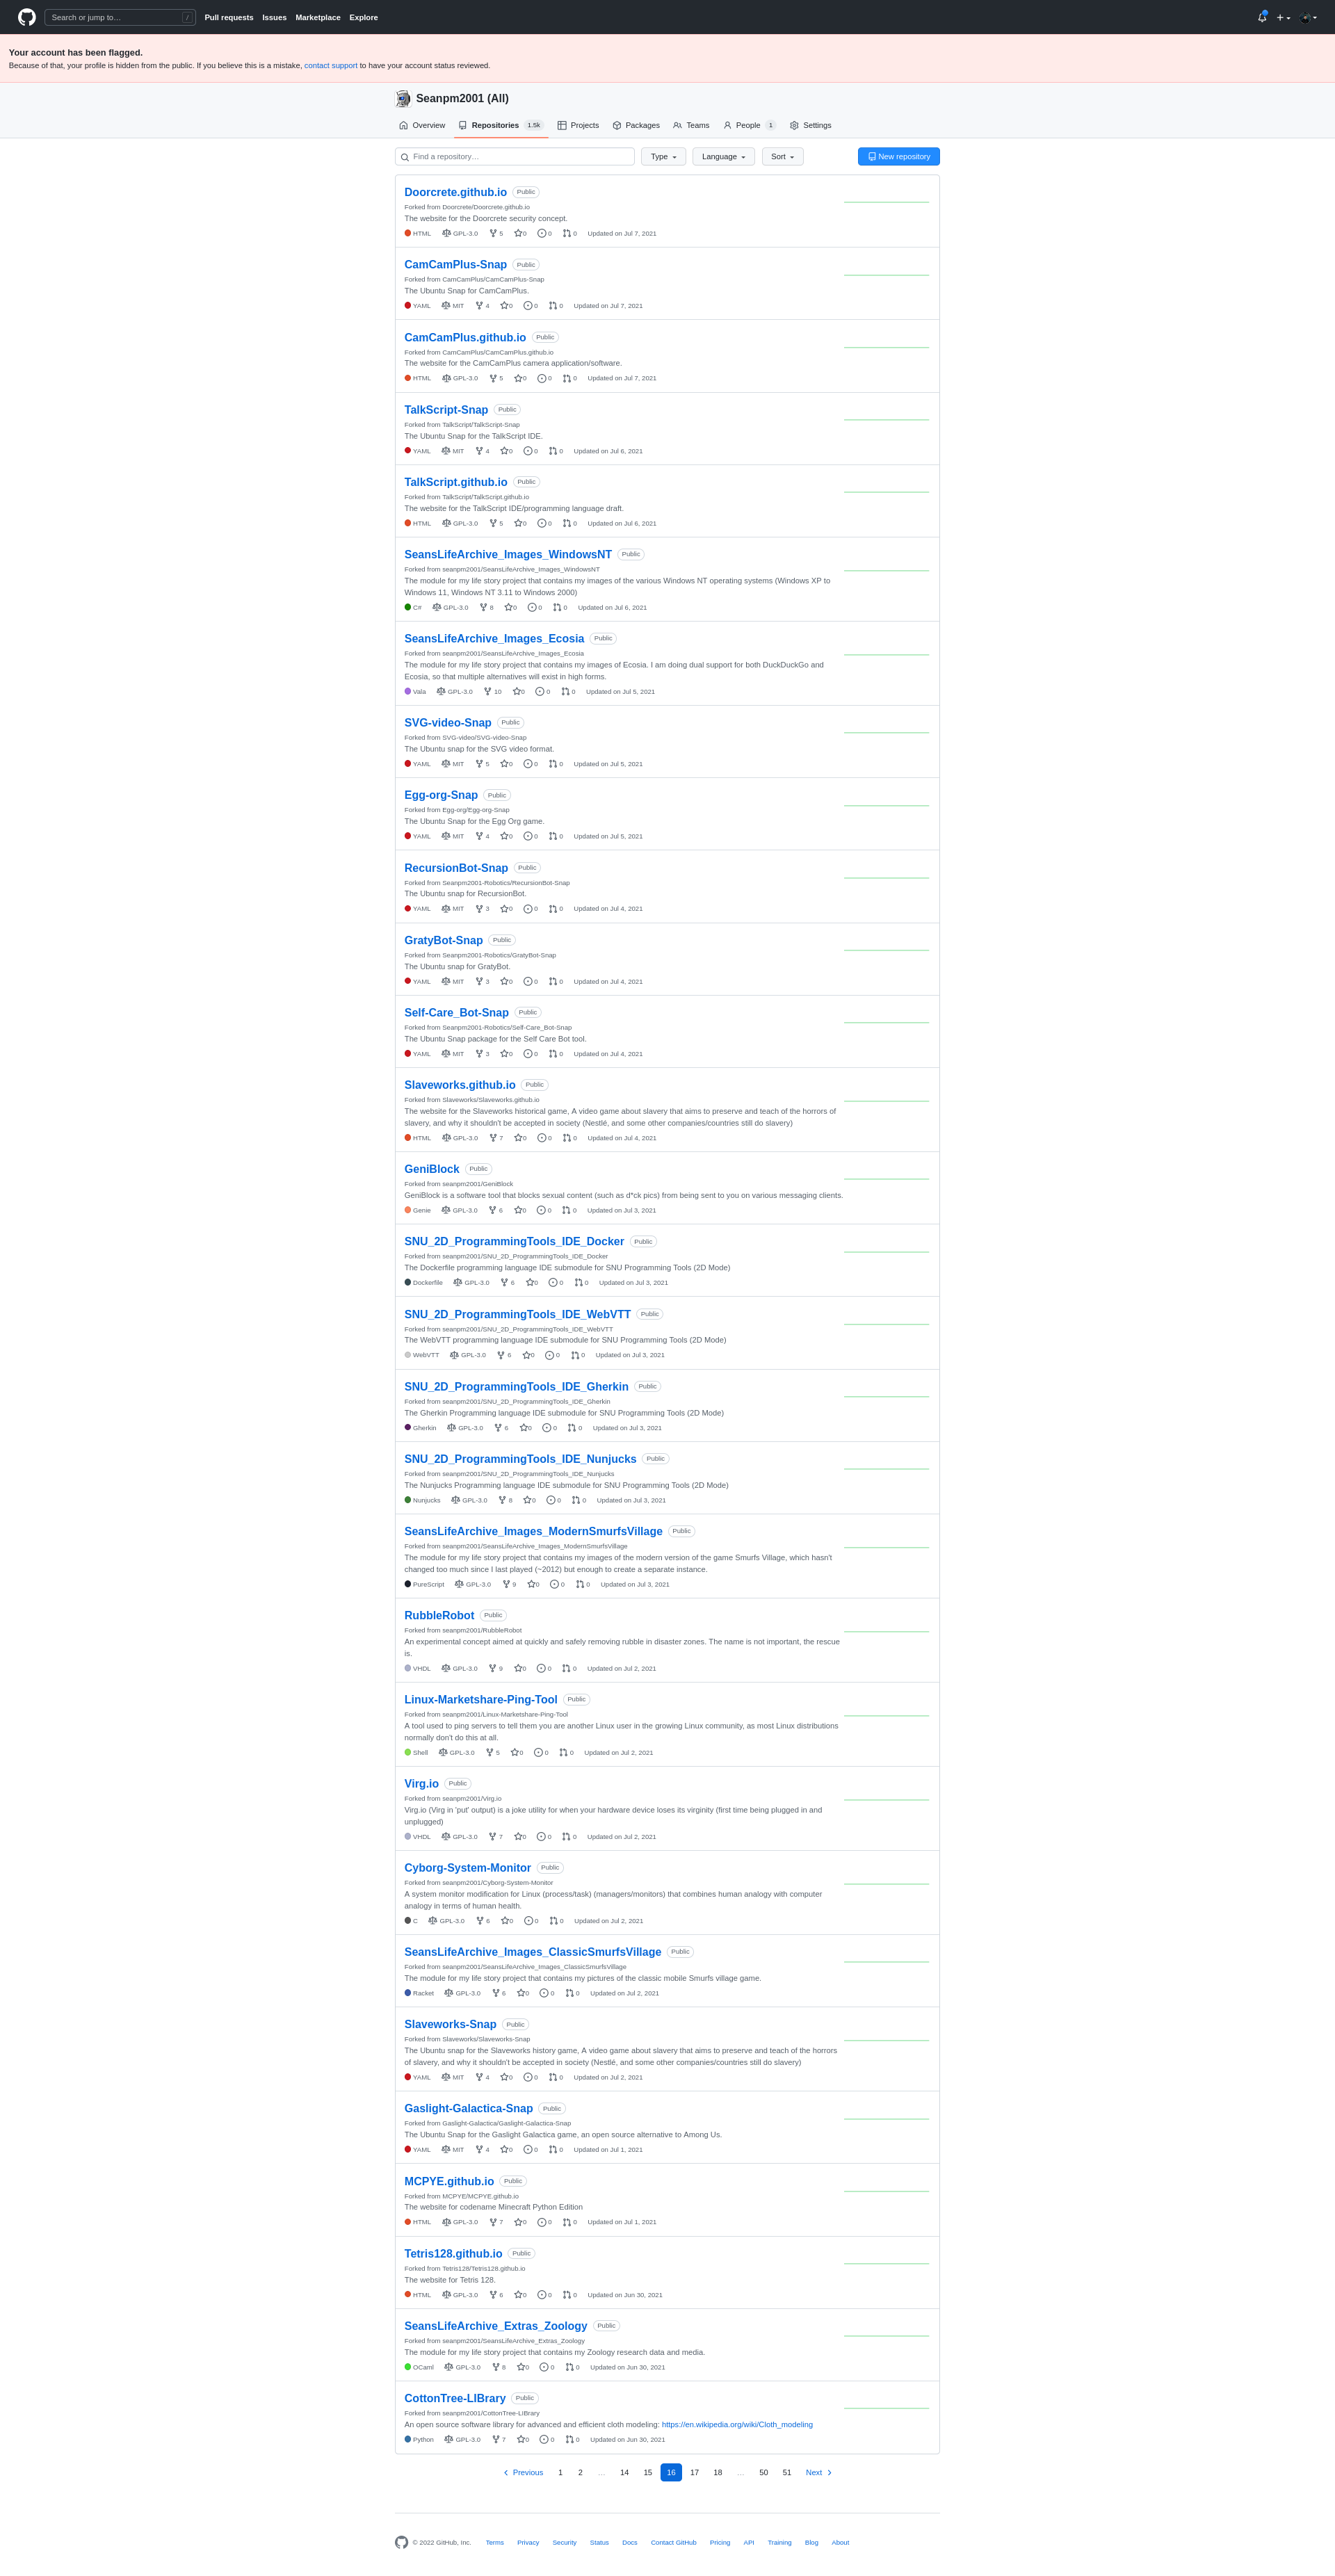 Search or jump to… /
Pull requests Issues Marketplace Explore
Your account has been flagged.
Because of that, your profile is hidden from the public. If you believe this is a mistake, contact support to have your account status reviewed.
Seanpm2001 (All)
Overview Repositories 1.5k Projects Packages Teams People 1 Settings
Find a repository… Type Language Sort New repository
Doorcrete.github.io Public
Forked from Doorcrete/Doorcrete.github.io
The website for the Doorcrete security concept.
HTML GPL-3.0 5 0 0 0 Updated on Jul 7, 2021
CamCamPlus-Snap Public
Forked from CamCamPlus/CamCamPlus-Snap
The Ubuntu Snap for CamCamPlus.
YAML MIT 4 0 0 0 Updated on Jul 7, 2021
CamCamPlus.github.io Public
Forked from CamCamPlus/CamCamPlus.github.io
The website for the CamCamPlus camera application/software.
HTML GPL-3.0 5 0 0 0 Updated on Jul 7, 2021
TalkScript-Snap Public
Forked from TalkScript/TalkScript-Snap
The Ubuntu Snap for the TalkScript IDE.
YAML MIT 4 0 0 0 Updated on Jul 6, 2021
TalkScript.github.io Public
Forked from TalkScript/TalkScript.github.io
The website for the TalkScript IDE/programming language draft.
HTML GPL-3.0 5 0 0 0 Updated on Jul 6, 2021
SeansLifeArchive_Images_WindowsNT Public
Forked from seanpm2001/SeansLifeArchive_Images_WindowsNT
The module for my life story project that contains my images of the various Windows NT operating systems (Windows XP to
Windows 11, Windows NT 3.11 to Windows 2000)
C# GPL-3.0 8 0 0 0 Updated on Jul 6, 2021
SeansLifeArchive_Images_Ecosia Public
Forked from seanpm2001/SeansLifeArchive_Images_Ecosia
The module for my life story project that contains my images of Ecosia. I am doing dual support for both DuckDuckGo and
Ecosia, so that multiple alternatives will exist in high forms.
Vala GPL-3.0 10 0 0 0 Updated on Jul 5, 2021
SVG-video-Snap Public
Forked from SVG-video/SVG-video-Snap
The Ubuntu snap for the SVG video format.
YAML MIT 5 0 0 0 Updated on Jul 5, 2021
Egg-org-Snap Public
Forked from Egg-org/Egg-org-Snap
The Ubuntu Snap for the Egg Org game.
YAML MIT 4 0 0 0 Updated on Jul 5, 2021
RecursionBot-Snap Public
Forked from Seanpm2001-Robotics/RecursionBot-Snap
The Ubuntu snap for RecursionBot.
YAML MIT 3 0 0 0 Updated on Jul 4, 2021
GratyBot-Snap Public
Forked from Seanpm2001-Robotics/GratyBot-Snap
The Ubuntu snap for GratyBot.
YAML MIT 3 0 0 0 Updated on Jul 4, 2021
Self-Care_Bot-Snap Public
Forked from Seanpm2001-Robotics/Self-Care_Bot-Snap
The Ubuntu Snap package for the Self Care Bot tool.
YAML MIT 3 0 0 0 Updated on Jul 4, 2021
Slaveworks.github.io Public
Forked from Slaveworks/Slaveworks.github.io
The website for the Slaveworks historical game, A video game about slavery that aims to preserve and teach of the horrors of
slavery, and why it shouldn't be accepted in society (Nestlé, and some other companies/countries still do slavery)
HTML GPL-3.0 7 0 0 0 Updated on Jul 4, 2021
GeniBlock Public
Forked from seanpm2001/GeniBlock
GeniBlock is a software tool that blocks sexual content (such as d*ck pics) from being sent to you on various messaging clients.
Genie GPL-3.0 6 0 0 0 Updated on Jul 3, 2021
SNU_2D_ProgrammingTools_IDE_Docker Public
Forked from seanpm2001/SNU_2D_ProgrammingTools_IDE_Docker
The Dockerfile programming language IDE submodule for SNU Programming Tools (2D Mode)
Dockerfile GPL-3.0 6 0 0 0 Updated on Jul 3, 2021
SNU_2D_ProgrammingTools_IDE_WebVTT Public
Forked from seanpm2001/SNU_2D_ProgrammingTools_IDE_WebVTT
The WebVTT programming language IDE submodule for SNU Programming Tools (2D Mode)
WebVTT GPL-3.0 6 0 0 0 Updated on Jul 3, 2021
SNU_2D_ProgrammingTools_IDE_Gherkin Public
Forked from seanpm2001/SNU_2D_ProgrammingTools_IDE_Gherkin
The Gherkin Programming language IDE submodule for SNU Programming Tools (2D Mode)
Gherkin GPL-3.0 6 0 0 0 Updated on Jul 3, 2021
SNU_2D_ProgrammingTools_IDE_Nunjucks Public
Forked from seanpm2001/SNU_2D_ProgrammingTools_IDE_Nunjucks
The Nunjucks Programming language IDE submodule for SNU Programming Tools (2D Mode)
Nunjucks GPL-3.0 8 0 0 0 Updated on Jul 3, 2021
SeansLifeArchive_Images_ModernSmurfsVillage Public
Forked from seanpm2001/SeansLifeArchive_Images_ModernSmurfsVillage
The module for my life story project that contains my images of the modern version of the game Smurfs Village, which hasn't
changed too much since I last played (~2012) but enough to create a separate instance.
PureScript GPL-3.0 9 0 0 0 Updated on Jul 3, 2021
RubbleRobot Public
Forked from seanpm2001/RubbleRobot
An experimental concept aimed at quickly and safely removing rubble in disaster zones. The name is not important, the rescue
is.
VHDL GPL-3.0 9 0 0 0 Updated on Jul 2, 2021
Linux-Marketshare-Ping-Tool Public
Forked from seanpm2001/Linux-Marketshare-Ping-Tool
A tool used to ping servers to tell them you are another Linux user in the growing Linux community, as most Linux distributions
normally don't do this at all.
Shell GPL-3.0 5 0 0 0 Updated on Jul 2, 2021
Virg.io Public
Forked from seanpm2001/Virg.io
Virg.io (Virg in 'put' output) is a joke utility for when your hardware device loses its virginity (first time being plugged in and
unplugged)
VHDL GPL-3.0 7 0 0 0 Updated on Jul 2, 2021
Cyborg-System-Monitor Public
Forked from seanpm2001/Cyborg-System-Monitor
A system monitor modification for Linux (process/task) (managers/monitors) that combines human analogy with computer
analogy in terms of human health.
C GPL-3.0 6 0 0 0 Updated on Jul 2, 2021
SeansLifeArchive_Images_ClassicSmurfsVillage Public
Forked from seanpm2001/SeansLifeArchive_Images_ClassicSmurfsVillage
The module for my life story project that contains my pictures of the classic mobile Smurfs village game.
Racket GPL-3.0 6 0 0 0 Updated on Jul 2, 2021
Slaveworks-Snap Public
Forked from Slaveworks/Slaveworks-Snap
The Ubuntu snap for the Slaveworks history game, A video game about slavery that aims to preserve and teach of the horrors
of slavery, and why it shouldn't be accepted in society (Nestlé, and some other companies/countries still do slavery)
YAML MIT 4 0 0 0 Updated on Jul 2, 2021
Gaslight-Galactica-Snap Public
Forked from Gaslight-Galactica/Gaslight-Galactica-Snap
The Ubuntu Snap for the Gaslight Galactica game, an open source alternative to Among Us.
YAML MIT 4 0 0 0 Updated on Jul 1, 2021
MCPYE.github.io Public
Forked from MCPYE/MCPYE.github.io
The website for codename Minecraft Python Edition
HTML GPL-3.0 7 0 0 0 Updated on Jul 1, 2021
Tetris128.github.io Public
Forked from Tetris128/Tetris128.github.io
The website for Tetris 128.
HTML GPL-3.0 6 0 0 0 Updated on Jun 30, 2021
SeansLifeArchive_Extras_Zoology Public
Forked from seanpm2001/SeansLifeArchive_Extras_Zoology
The module for my life story project that contains my Zoology research data and media.
OCaml GPL-3.0 8 0 0 0 Updated on Jun 30, 2021
CottonTree-LIBrary Public
Forked from seanpm2001/CottonTree-LIBrary
An open source software library for advanced and efficient cloth modeling: https://en.wikipedia.org/wiki/Cloth_modeling
Python GPL-3.0 7 0 0 0 Updated on Jun 30, 2021
Previous 1 2 … 14 15 16 17 18 … 50 51 Next
© 2022 GitHub, Inc. Terms Privacy Security Status Docs Contact GitHub Pricing API Training Blog About